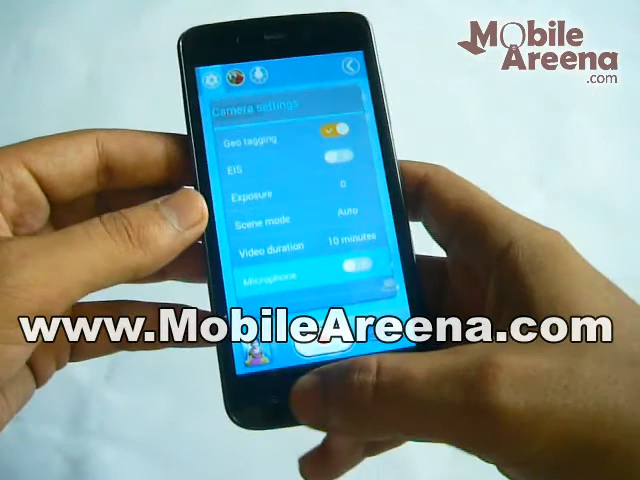 Mobile
Areena
.com
Camera settings
Geo tagging
EIS
Exposure 0
Scene mode Auto
Video duration 10 minutes
Microphone
www.MobileAreena.com